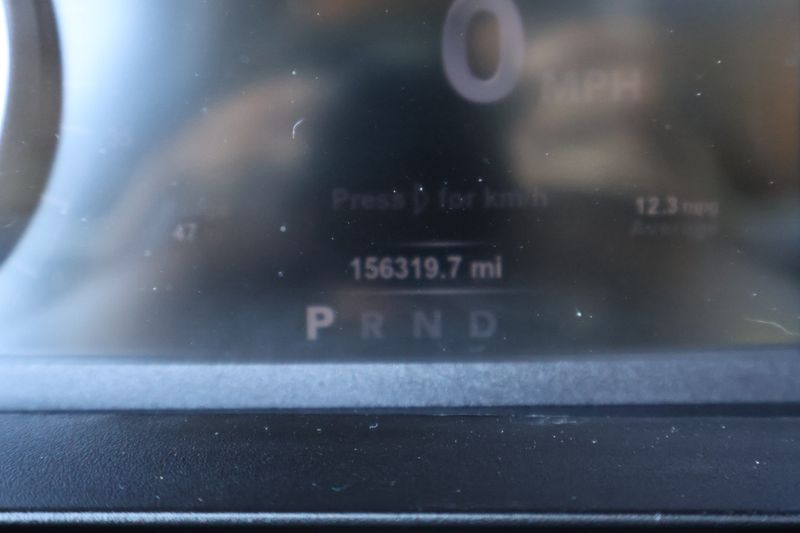 0
MPH
Press for km/h
12.3 mpg
Average
47
156319.7 mi
P R N D